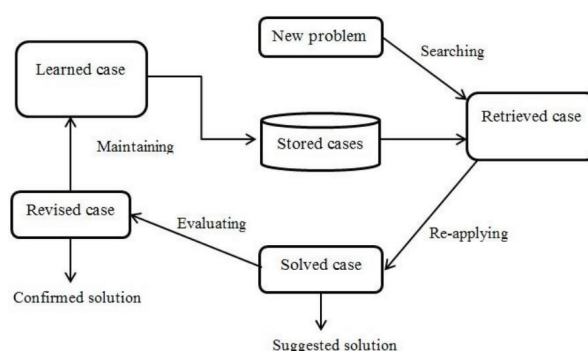 New problem
Searching
Learned case
Stored cases
Retrieved case
Maintaining
Revised case
Evaluating
Re-applying
Solved case
Confirmed solution
Suggested solution